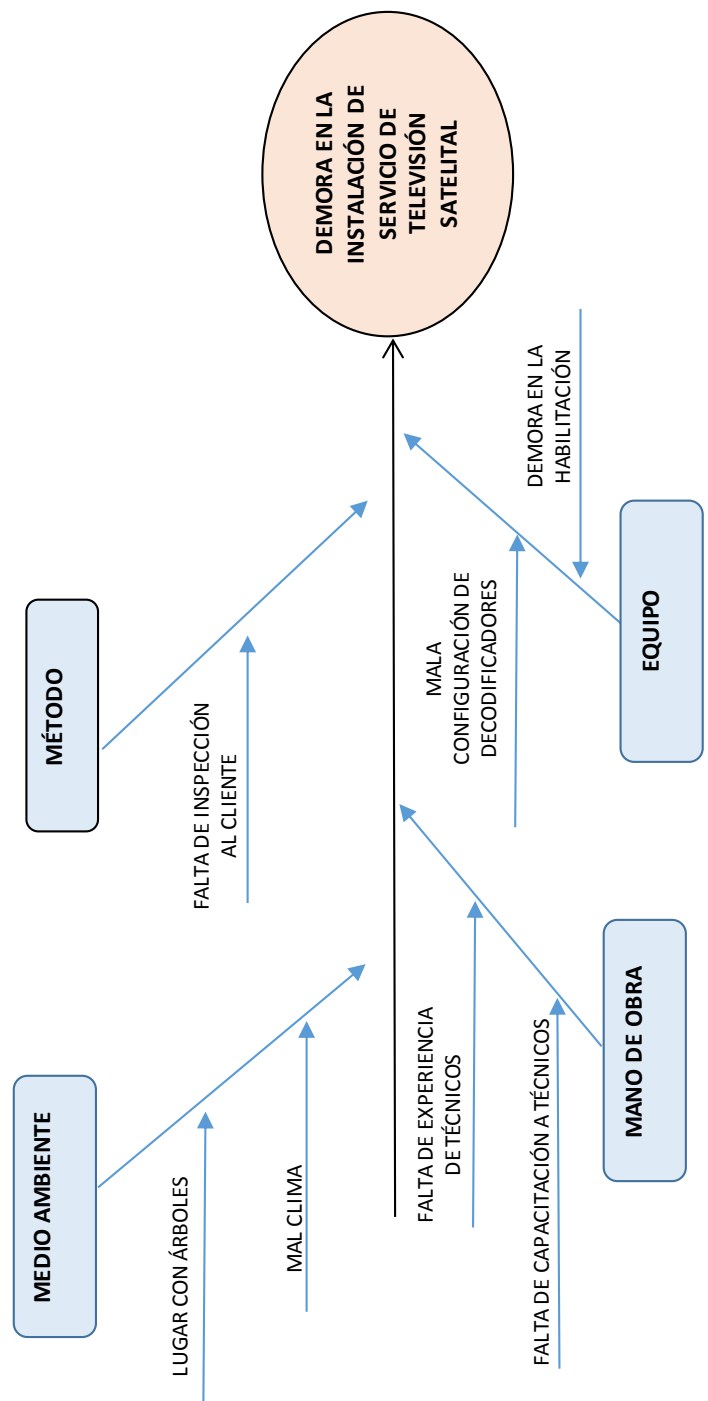 MEDIO AMBIENTE
MÉTODO
LUGAR CON ÁRBOLES
MAL CLIMA
FALTA DE INSPECCIÓN
AL CLIENTE
DEMORA EN LA
INSTALACIÓN DE
SERVICIO DE
TELEVISIÓN
SATELITAL
FALTA DE EXPERIENCIA
DE TÉCNICOS
FALTA DE CAPACITACIÓN A TÉCNICOS
MALA
CONFIGURACIÓN DE
DECODIFICADORES
DEMORA EN LA
HABILITACIÓN
MANO DE OBRA
EQUIPO